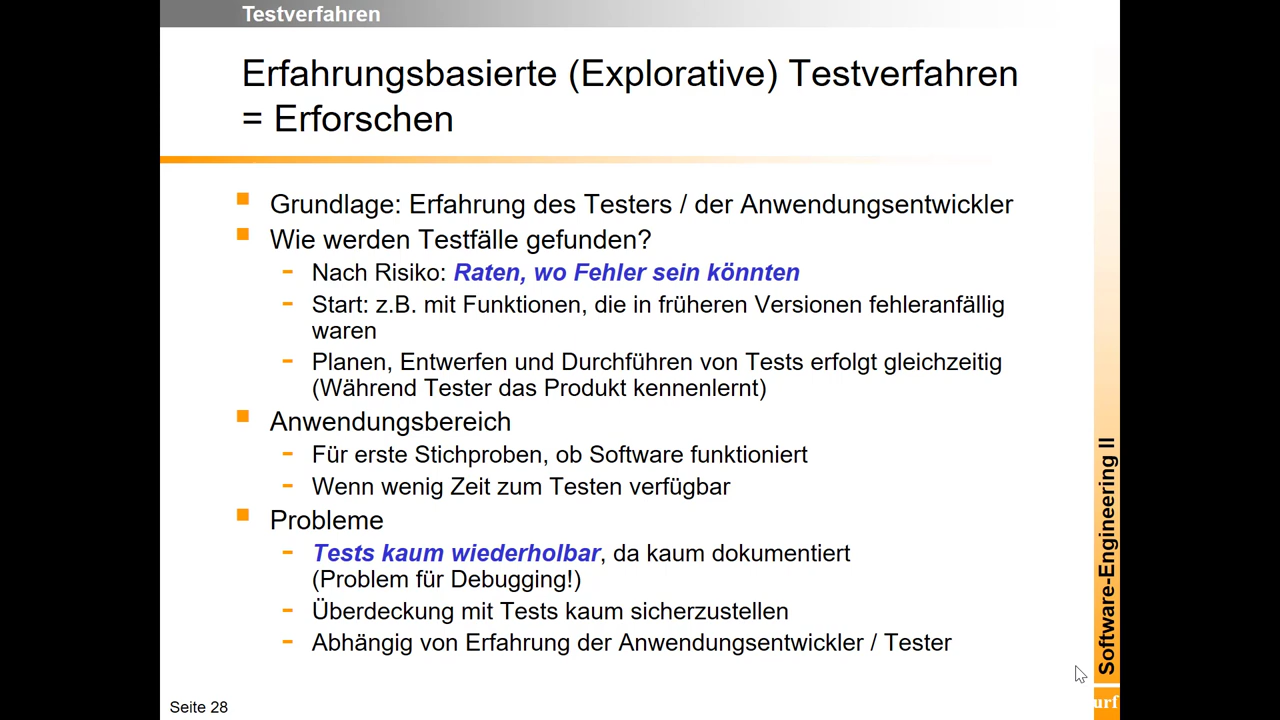 Testverfahren
Erfahrungsbasierte (Explorative) Testverfahren
= Erforschen
Grundlage: Erfahrung des Testers / der Anwendungsentwickler
Wie werden Testfälle gefunden?
Nach Risiko: Raten, wo Fehler sein könnten
Start: z.B. mit Funktionen, die in früheren Versionen fehleranfällig
waren
Planen, Entwerfen und Durchführen von Tests erfolgt gleichzeitig
(Während Tester das Produkt kennenlernt)
Anwendungsbereich
Für erste Stichproben, ob Software funktioniert
Wenn wenig Zeit zum Testen verfügbar
Probleme
Tests kaum wiederholbar, da kaum dokumentiert
(Problem für Debugging!)
Überdeckung mit Tests kaum sicherzustellen
Abhängig von Erfahrung der Anwendungsentwickler / Tester
Software-Engineering II
urf
Seite 28